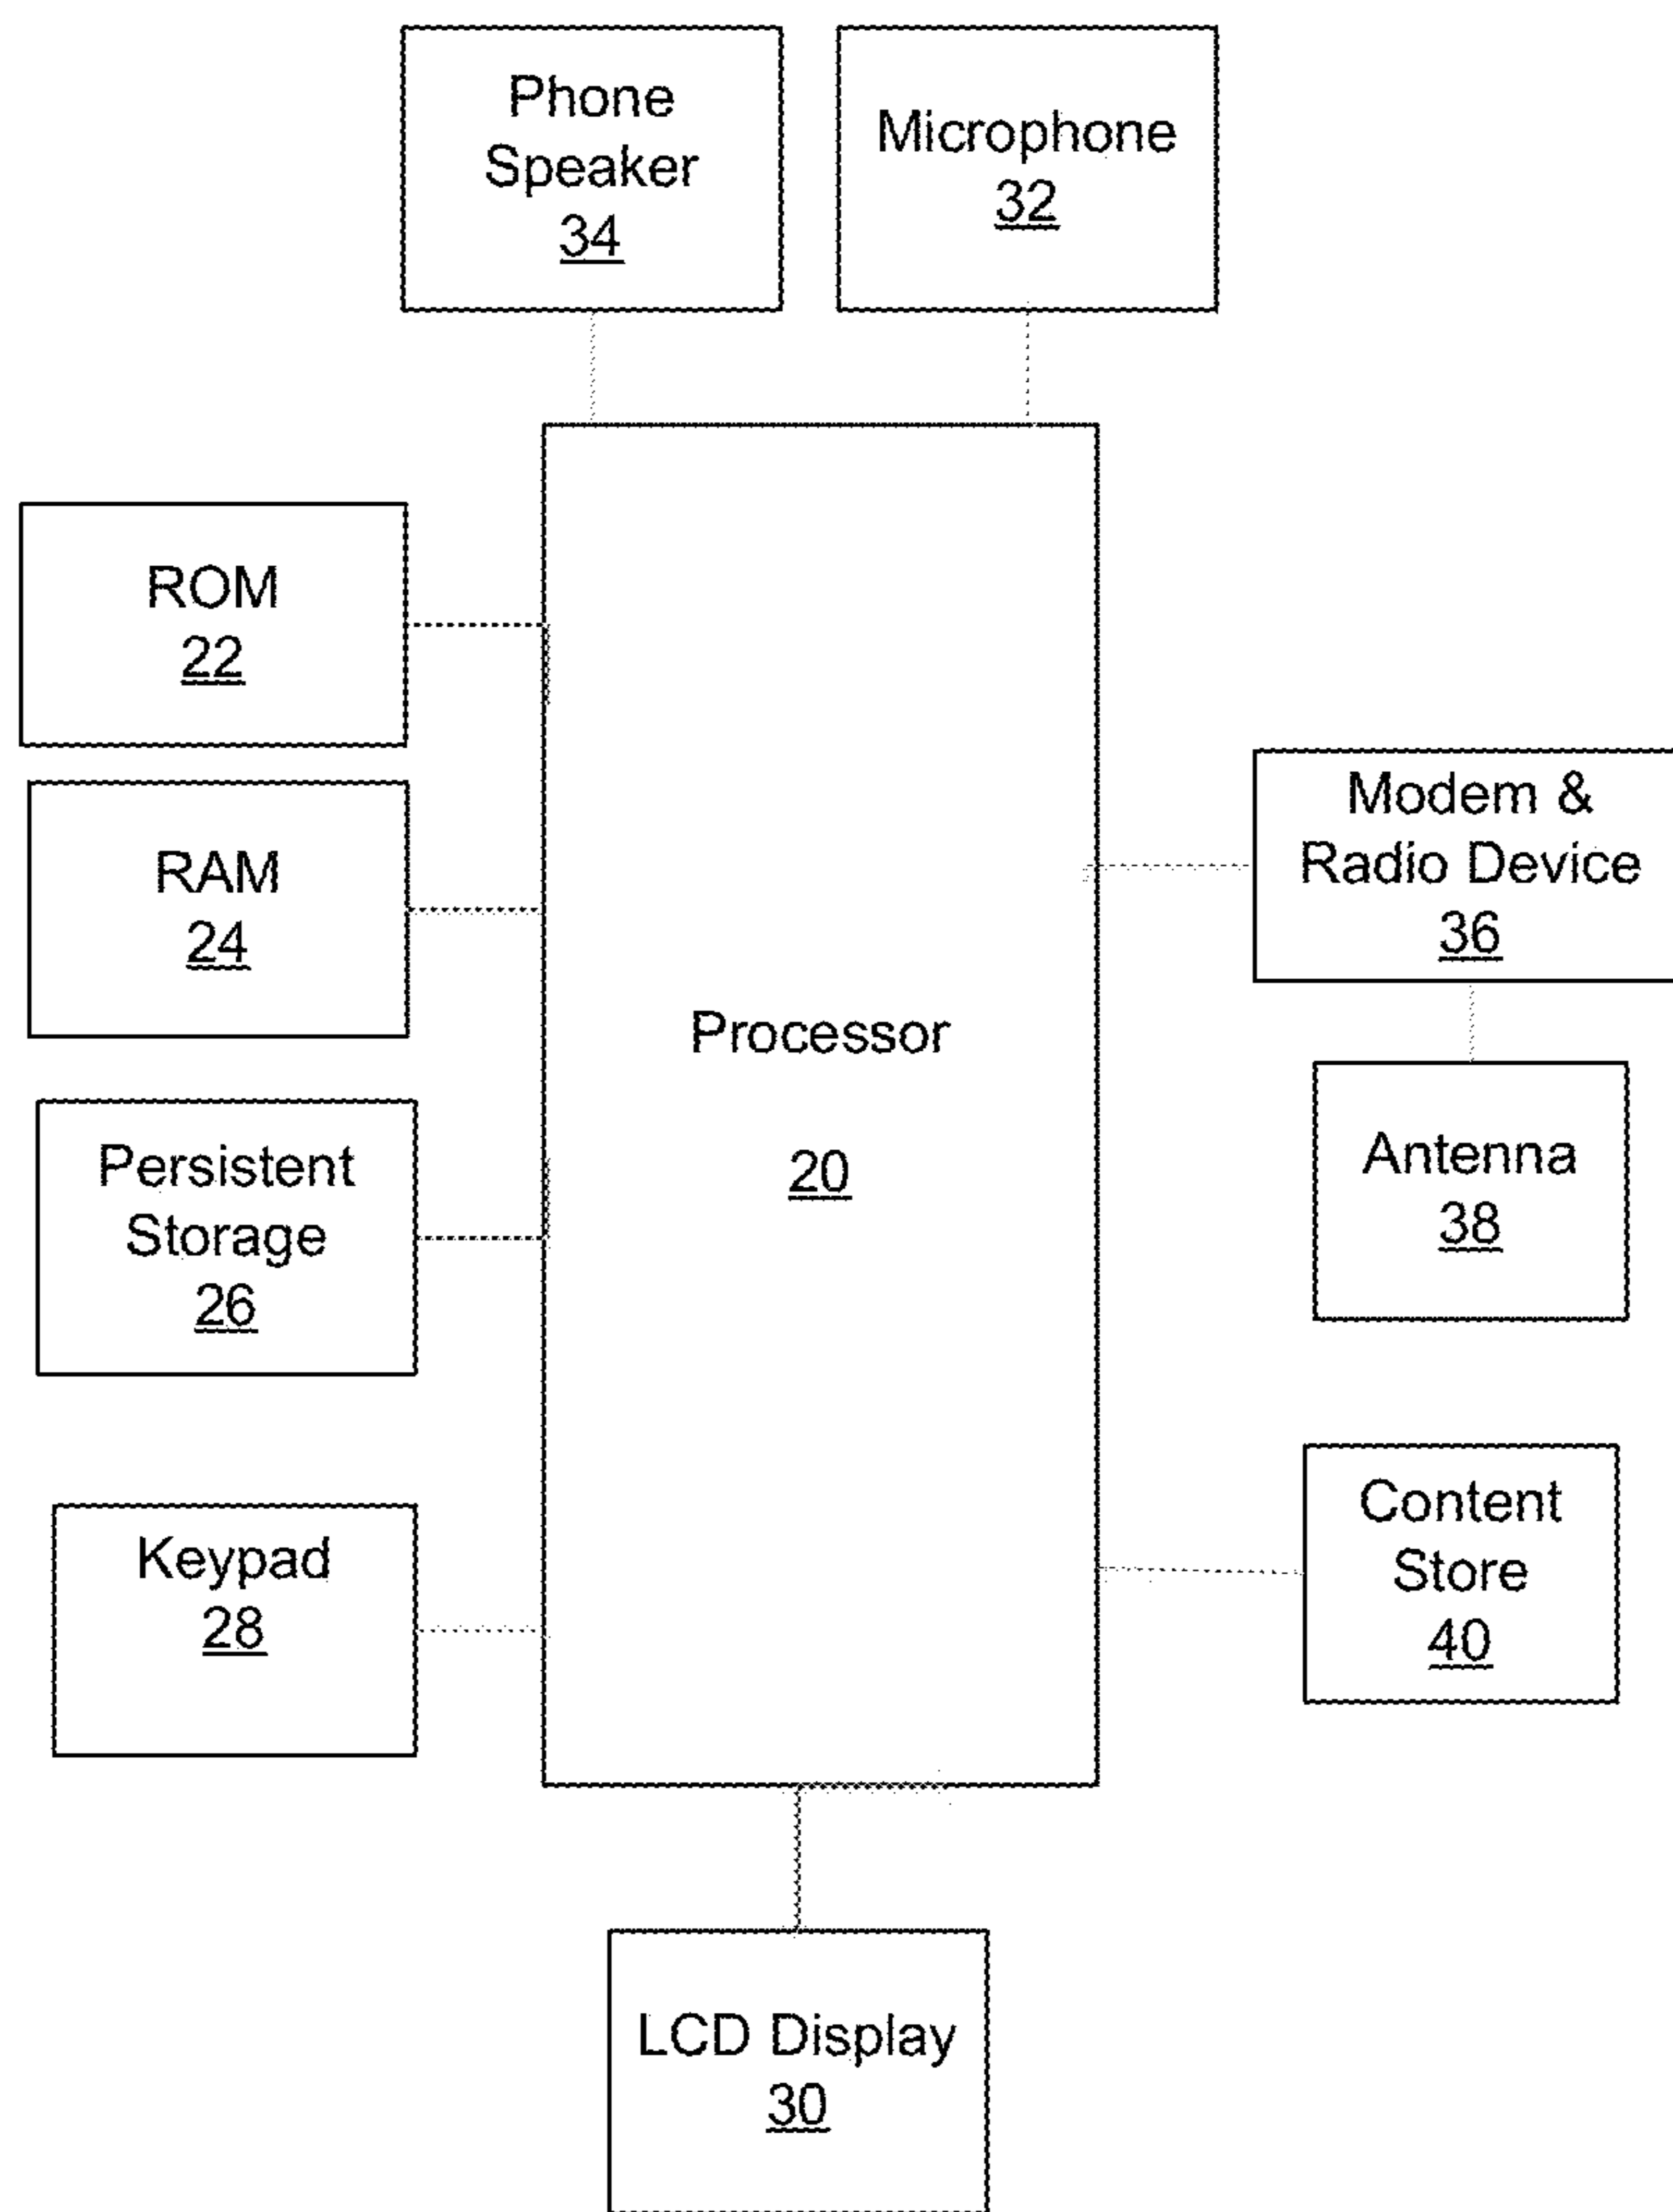 Phone
Speaker
34
Microphone
32
ROM
22
RAM
24
Persistent
Storage
26
Keypad
28
Processor
20
Modem &
Radio Device
36
Antenna
38
Content
Store
40
LCD Display
30